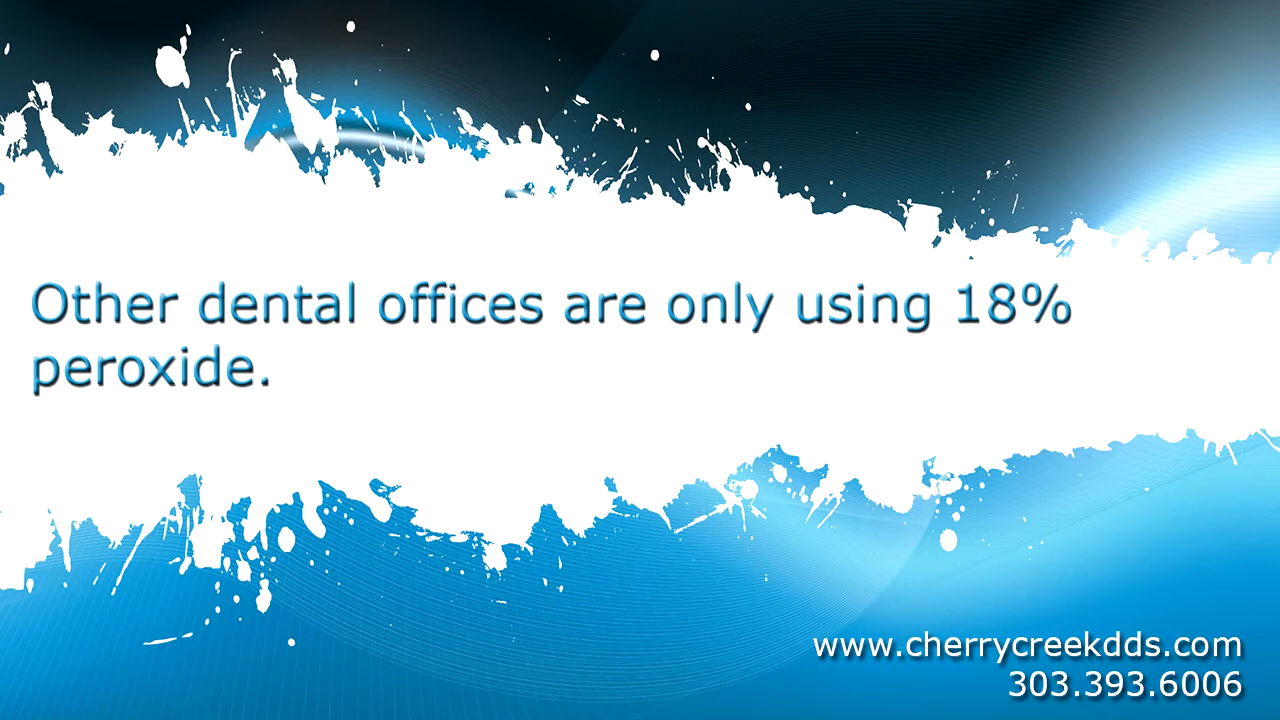 Other dental offices are only using 18%
peroxide.
www.cherrycreekdds.com
303.393.6006